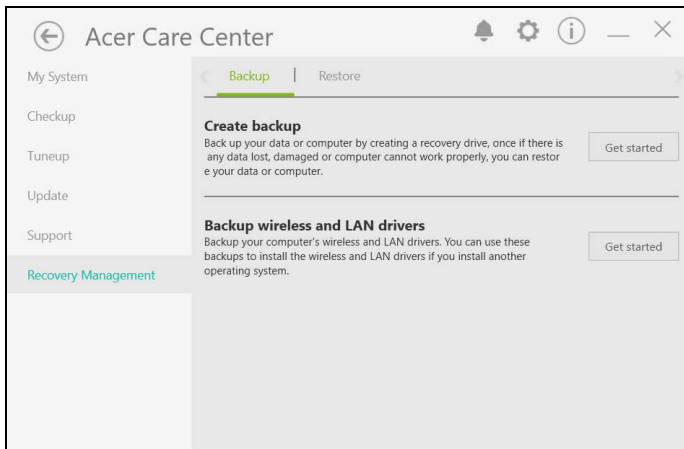 Acer Care Center
My System
Checkup
Tuneup
Update
Support
Recovery Management
Backup | Restore
Create backup
Back up your data or computer by creating a recovery drive, once if there is
any data lost, damaged or computer cannot work properly, you can restor
e your data or computer.
Get started
Backup wireless and LAN drivers
Backup your computer's wireless and LAN drivers. You can use these
backups to install the wireless and LAN drivers if you install another
operating system.
Get started